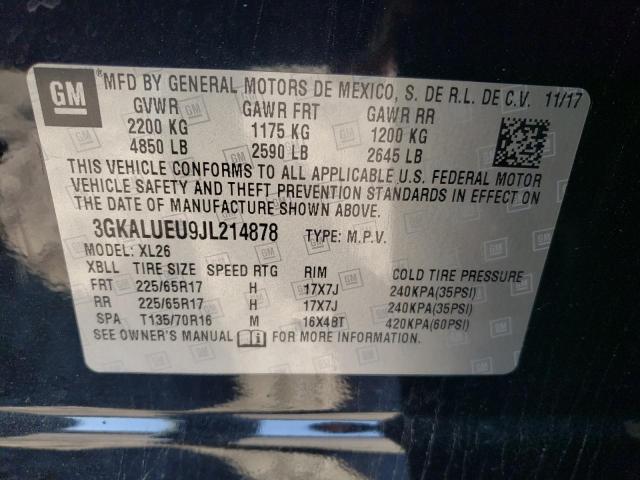 GM ® MFD BY GENERAL MOTORS DE MEXICO, S. DE R.L. DE C.V. 11/17
GVWR GAWR FRT GAWR RR
2200 KG 1175 KG 1200 KG
4850 LB 2590 LB 2645 LB
THIS VEHICLE CONFORMS TO ALL APPLICABLE U.S. FEDERAL MOTOR
VEHICLE SAFETY AND THEFT PREVENTION STANDARDS IN EFFECT ON
THE DATE OF MANUFACTURE SHOWN ABOVE.
3GKALUEU9JL214878 TYPE: M.P.V.
MODEL: XL26
XBLL TIRE SIZE SPEED RTG RIM COLD TIRE PRESSURE
FRT 225/65R17 H 17X7J 240KPA(35PSI)
RR 225/65R17 H 17X7J 240KPA(35PSI)
SPA T135/70R16 M 16X4BT 420KPA(60PSI)
SEE OWNER'S MANUAL FOR MORE INFORMATION.